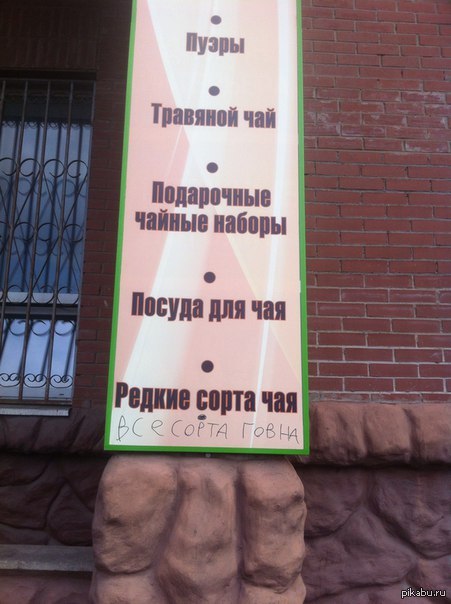 • Пуэры
• Травяной чай
• Подарочные
чайные наборы
• Посуда для чая
• Редкие сорта чая
ВСЕ СОРТА ГОВНА
pikabu.ru